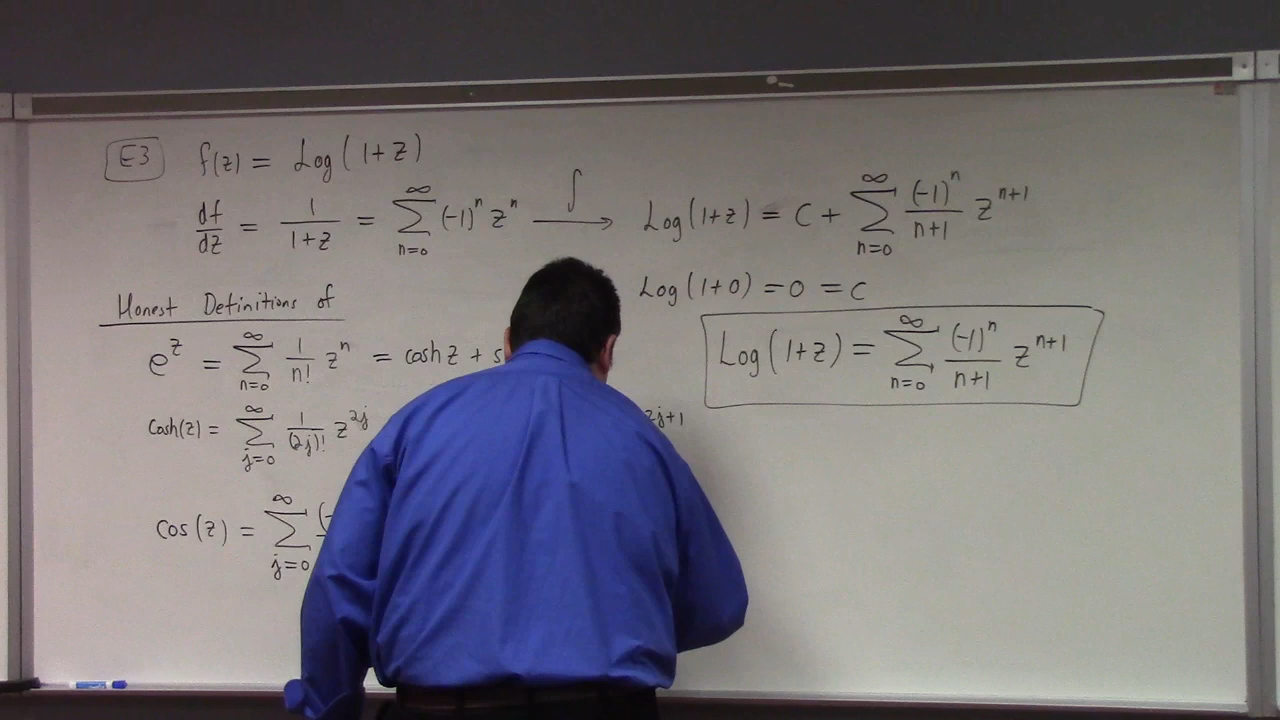 E3 f(z) = Log(1+z)
df/dz = 1/(1+z) = ∑_{n=0}^{∞} (-1)^n z^n ∫⟶ Log(1+z) = C + ∑_{n=0}^{∞} (-1)^n/(n+1) z^{n+1}
Log(1+0) = 0 = C
Log(1+z) = ∑_{n=0}^{∞} (-1)^n/(n+1) z^{n+1}
Honest Definitions of
e^z = ∑_{n=0}^{∞} 1/n! z^n = cosh z + s
Cosh(z) = ∑_{j=0}^{∞} 1/(2j)! z^{2j} 2j+1
Cos(z) = ∑_{j=0}^{∞} (-